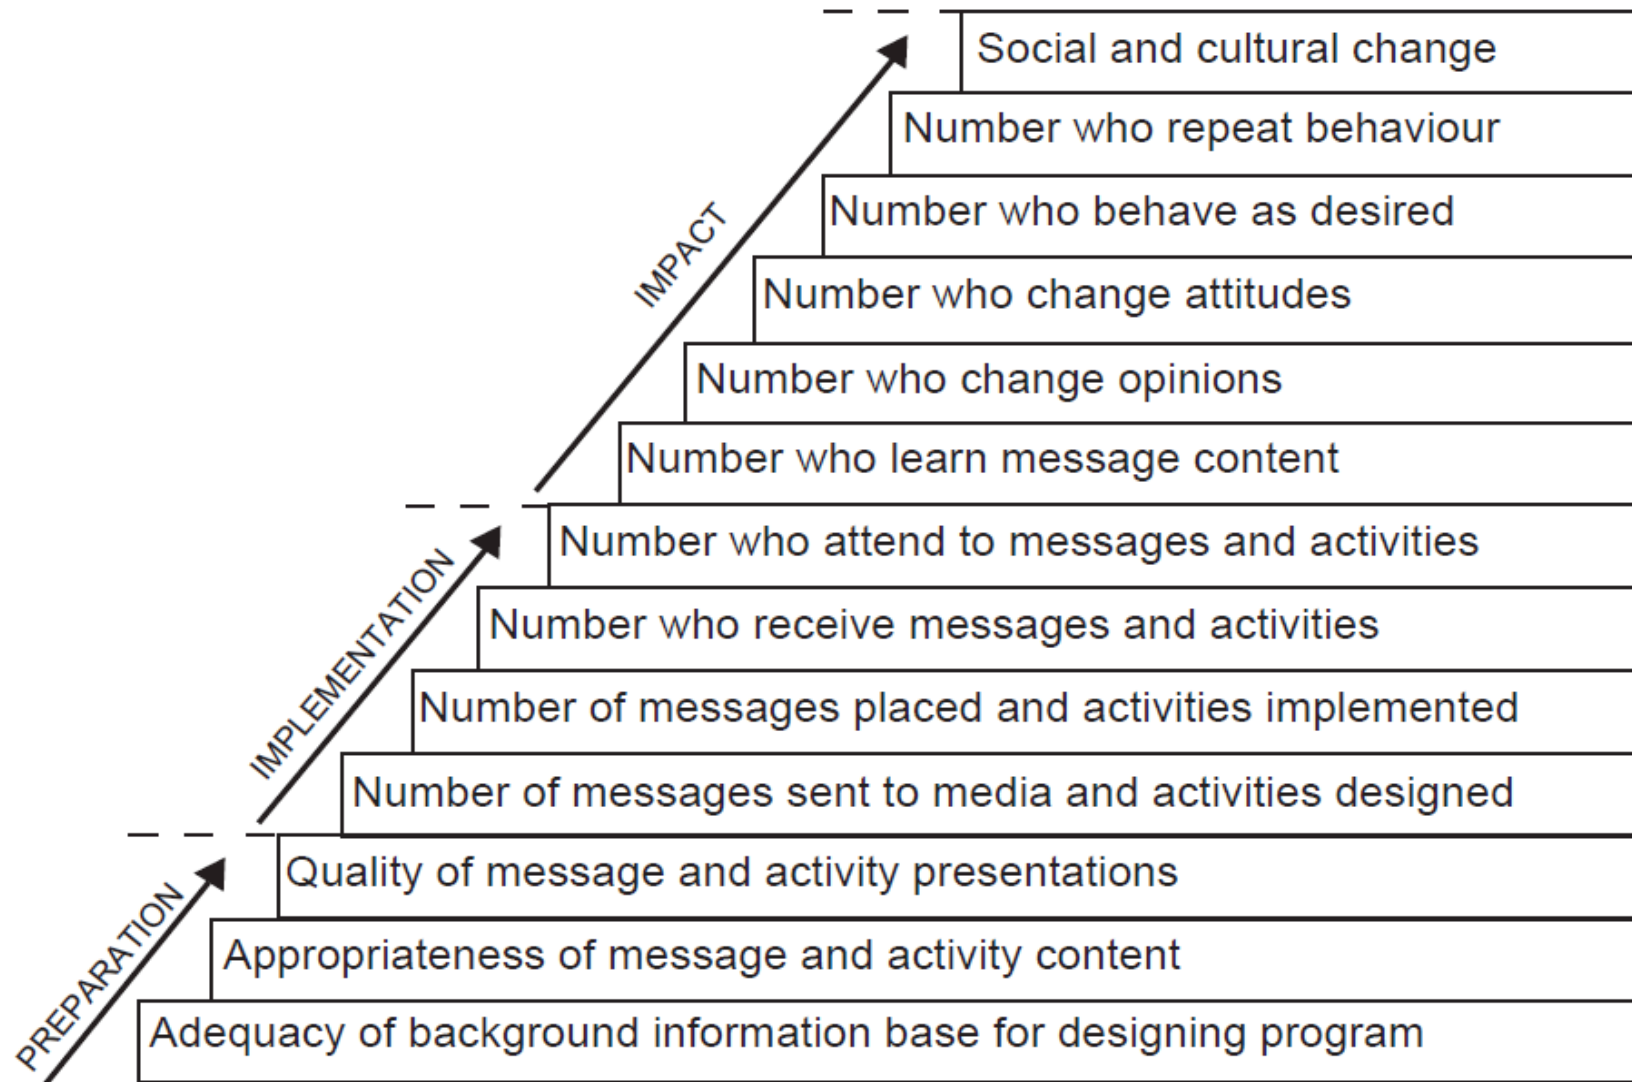 Social and cultural change
Number who repeat behaviour
Number who behave as desired
IMPACT
Number who change attitudes
Number who change opinions
Number who learn message content
Number who attend to messages and activities
Number who receive messages and activities
IMPLEMENTATION
Number of messages placed and activities implemented
Number of messages sent to media and activities designed
Quality of message and activity presentations
Appropriateness of message and activity content
PREPARATION
Adequacy of background information base for designing program